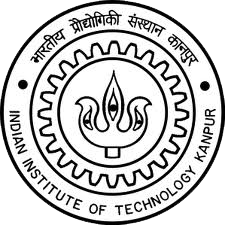 भारतीय प्रौद्योगिकी संस्थान कानपुर
INDIAN INSTITUTE OF TECHNOLOGY KANPUR